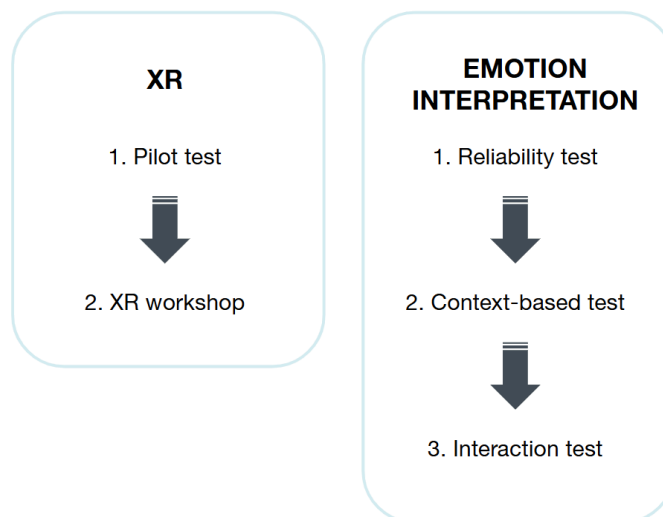 XR
1. Pilot test
2. XR workshop
EMOTION
INTERPRETATION
1. Reliability test
2. Context-based test
3. Interaction test